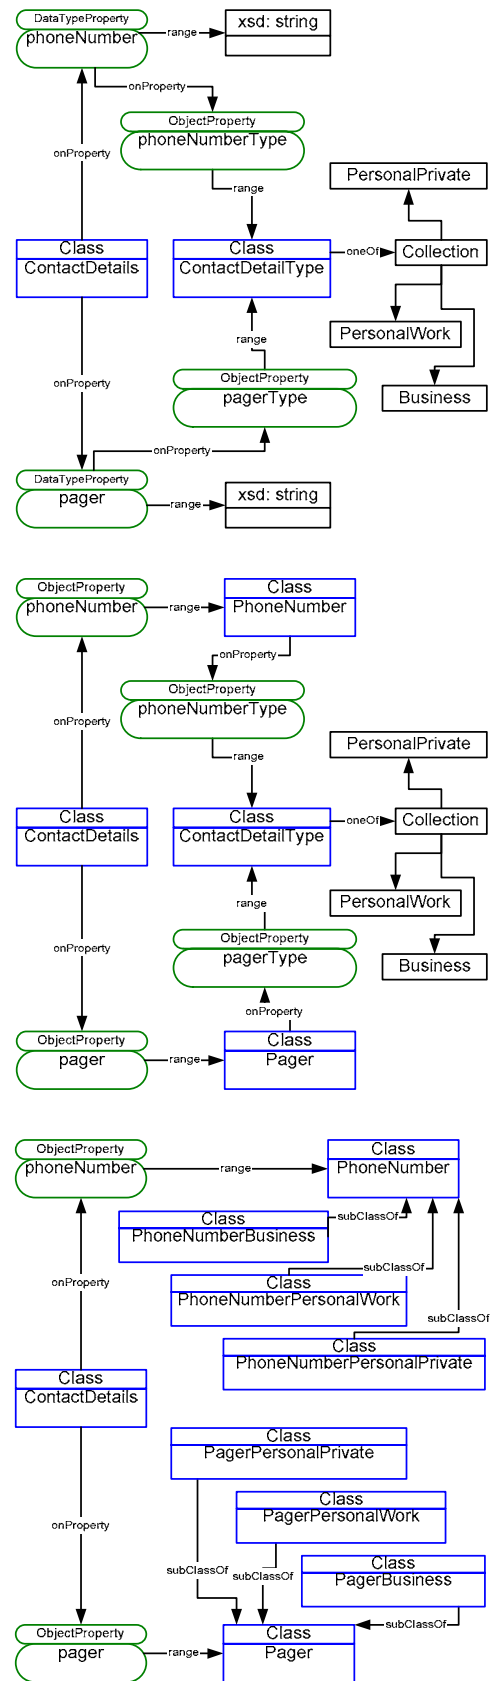 DataTypeProperty
phoneNumber
range
xsd: string
onProperty
ObjectProperty
phoneNumberType
onProperty
range
PersonalPrivate
Class
ContactDetails
Class
ContactDetailType
oneOf
Collection
PersonalWork
range
ObjectProperty
pagerType
Business
onProperty
onProperty
DataTypeProperty
pager
range
xsd: string
ObjectProperty
phoneNumber
range
Class
PhoneNumber
onProperty
ObjectProperty
phoneNumberType
onProperty
range
PersonalPrivate
Class
ContactDetails
Class
ContactDetailType
oneOf
Collection
PersonalWork
range
ObjectProperty
pagerType
Business
onProperty
onProperty
ObjectProperty
pager
range
Class
Pager
ObjectProperty
phoneNumber
range
Class
PhoneNumber
subClassOf
Class
PhoneNumberBusiness
subClassOf
onProperty
Class
PhoneNumberPersonalWork
subClassOf
Class
PhoneNumberPersonalPrivate
Class
ContactDetails
Class
PagerPersonalPrivate
Class
PagerPersonalWork
onProperty
Class
PagerBusiness
subClassOf
subClassOf
subClassOf
ObjectProperty
pager
range
Class
Pager